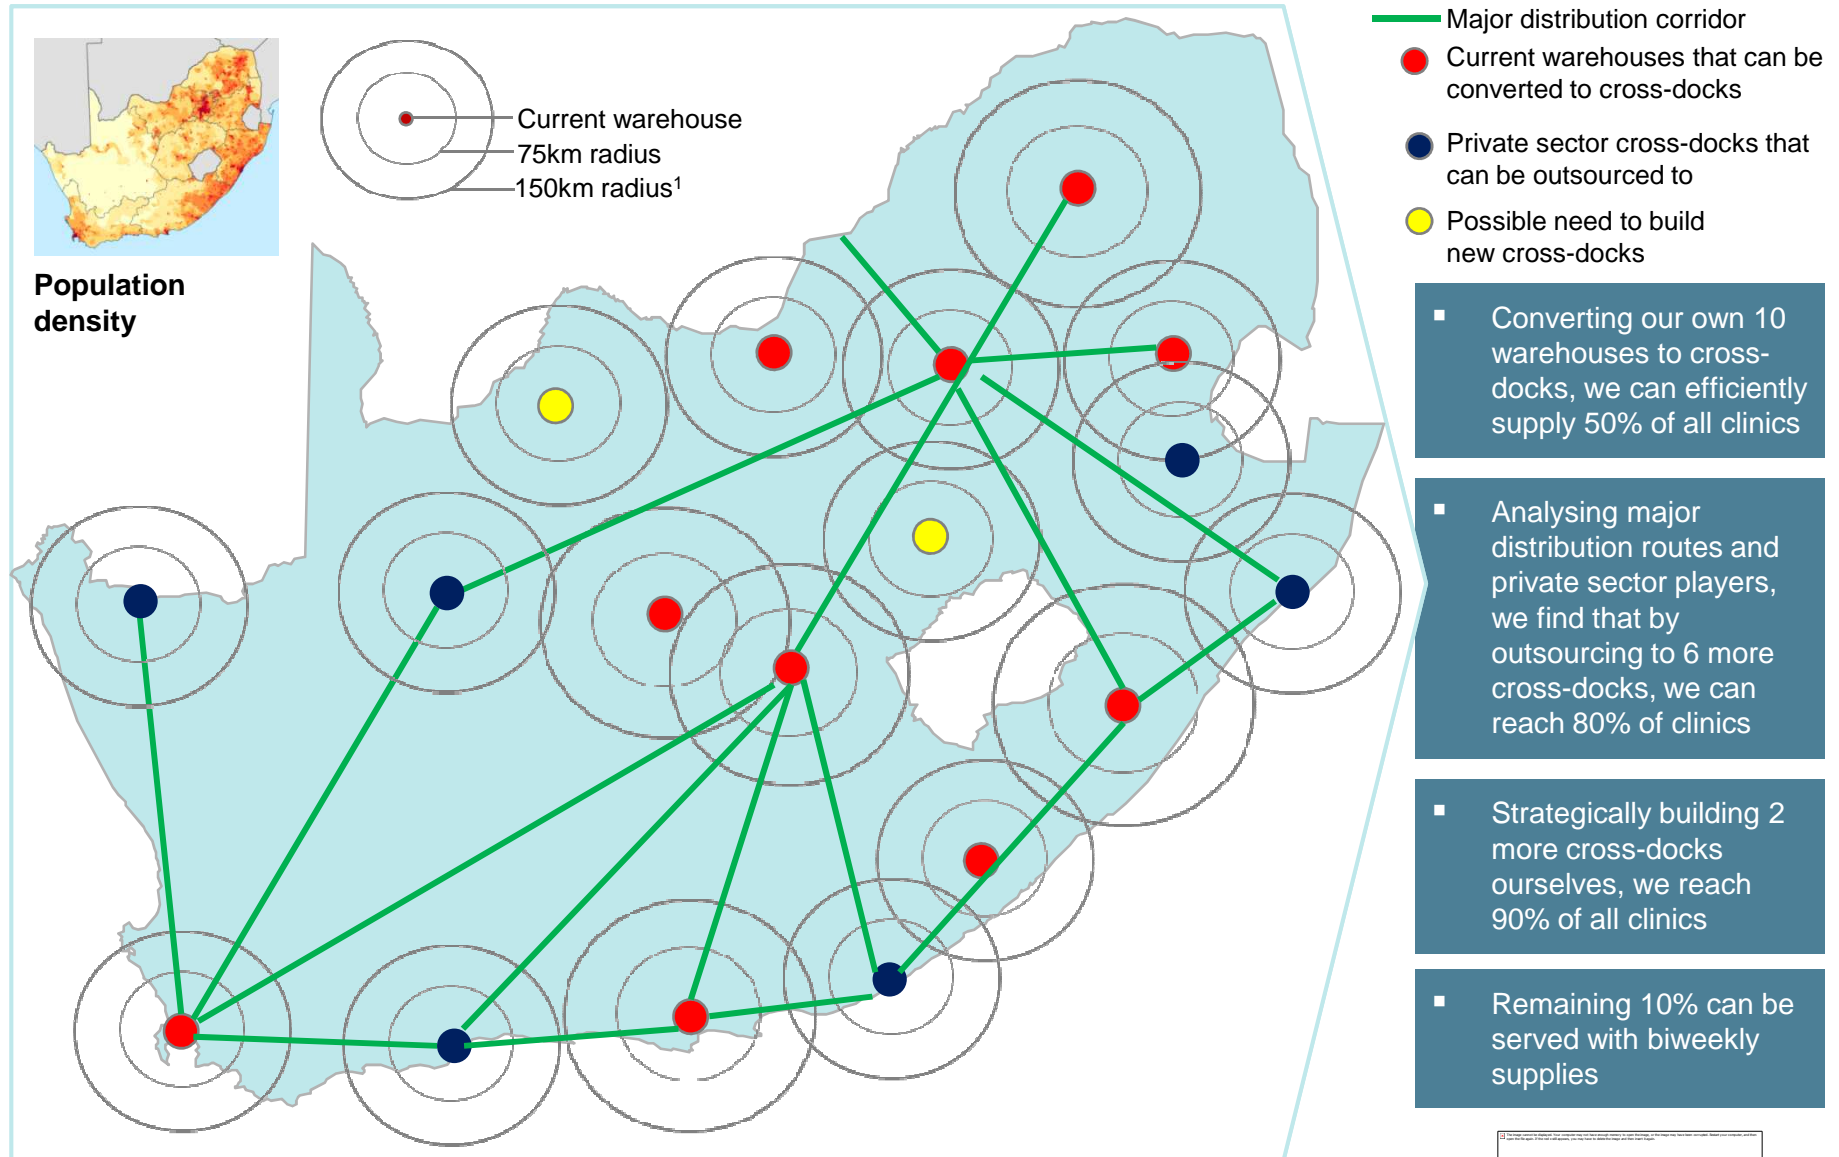 Population
density
Current warehouse
75km radius
150km radius¹
Major distribution corridor
Current warehouses that can be
converted to cross-docks
Private sector cross-docks that
can be outsourced to
Possible need to build
new cross-docks
▪ Converting our own 10
warehouses to cross-
docks, we can efficiently
supply 50% of all clinics
▪ Analysing major
distribution routes and
private sector players,
we find that by
outsourcing to 6 more
cross-docks, we can
reach 80% of clinics
▪ Strategically building 2
more cross-docks
ourselves, we reach
90% of all clinics
▪ Remaining 10% can be
served with biweekly
supplies